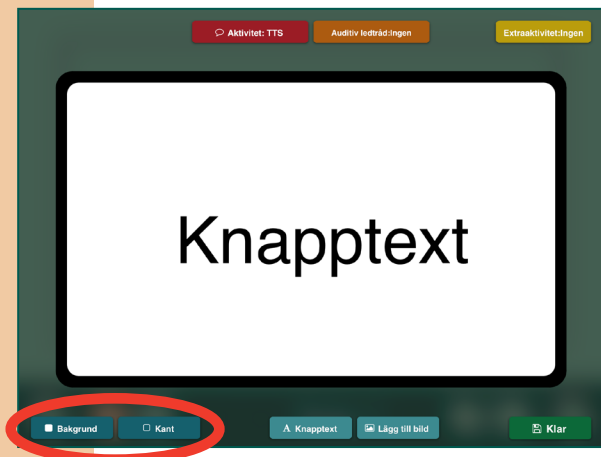 Aktivitet: TTS
Auditiv ledtråd:Ingen
Extraaktivitet:Ingen
Knapptext
Bakgrund
Kant
A Knapptext
Lägg till bild
Klar